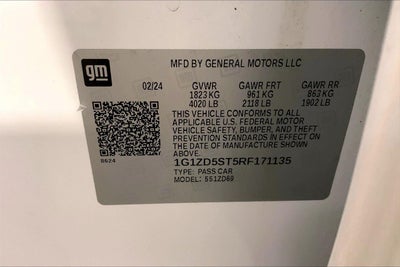 gm
MFD BY GENERAL MOTORS LLC
02/24 GVWR GAWR FRT GAWR RR
1823 KG 961 KG 863 KG
4020 LB 2118 LB 1902 LB
THIS VEHICLE CONFORMS TO ALL
APPLICABLE U.S. FEDERAL MOTOR
VEHICLE SAFETY, BUMPER, AND THEFT
PREVENTION STANDARDS IN EFFECT ON
THE DATE OF MANUFACTURE SHOWN
ABOVE.
8624
1G1ZD5ST5RF171135
TYPE: PASS CAR
MODEL: 551ZD69